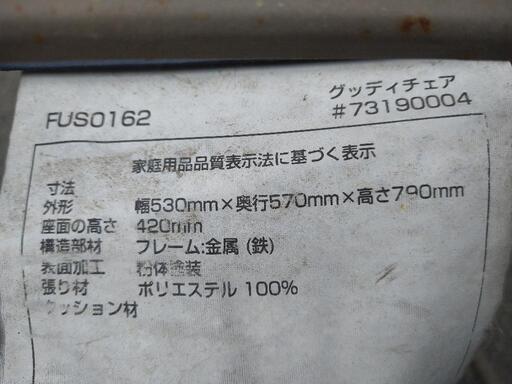 グッディチェア
FUS0162
#73190004
家庭用品品質表示法に基づく表示
寸法
外形 幅530mm×奥行570mm×高さ790mm
座面の高さ 420mm
構造部材 フレーム:金属(鉄)
表面加工 粉体塗装
張り材 ポリエステル 100%
クッション材